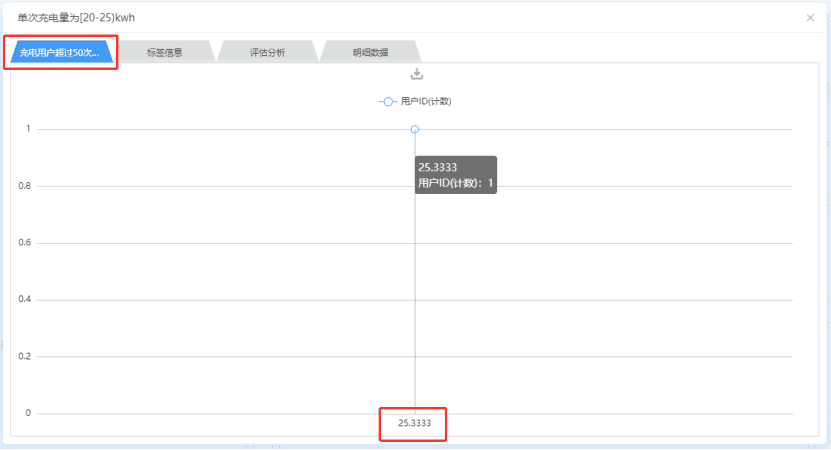 单次充电量为[20-25)kwh
充电用户超过50次...
标签信息
评估分析
明细数据
用户ID(计数)
1
25.3333
用户ID(计数)：1
0.8
0.6
0.4
0.2
0
25.3333